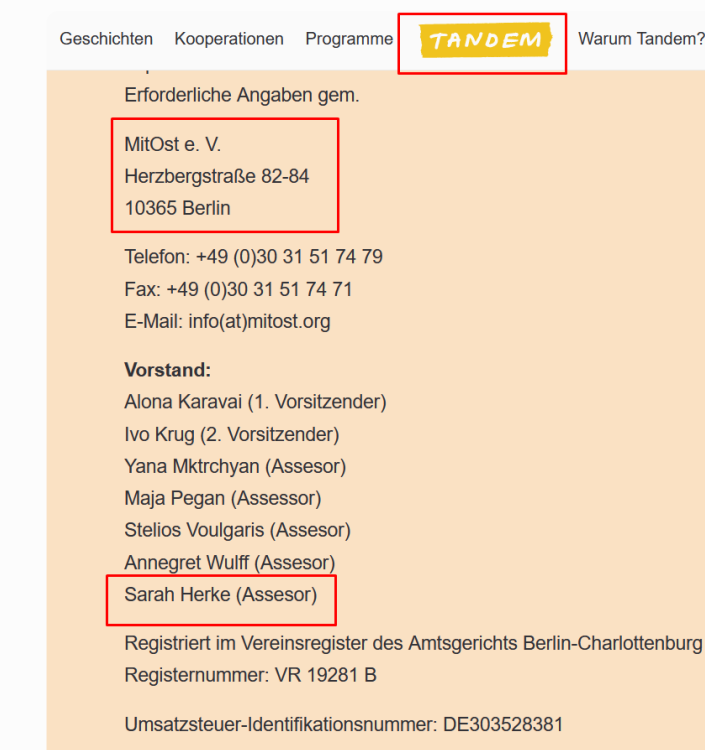 Geschichten Kooperationen Programme TANDEM Warum Tandem?
Erforderliche Angaben gem.
MitOst e. V.
Herzbergstraße 82-84
10365 Berlin
Telefon: +49 (0)30 31 51 74 79
Fax: +49 (0)30 31 51 74 71
E-Mail: info(at)mitost.org
Vorstand:
Alona Karavai (1. Vorsitzender)
Ivo Krug (2. Vorsitzender)
Yana Mktrchyan (Assesor)
Maja Pegan (Assessor)
Stelios Voulgaris (Assesor)
Annegret Wulff (Assesor)
Sarah Herke (Assesor)
Registriert im Vereinsregister des Amtsgerichts Berlin-Charlottenburg
Registernummer: VR 19281 B
Umsatzsteuer-Identifikationsnummer: DE303528381